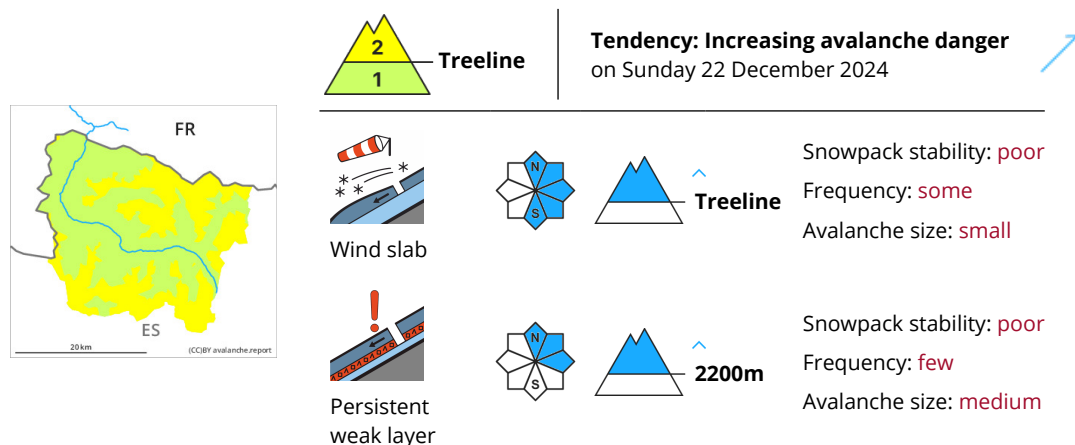 2
1
Treeline
Tendency: Increasing avalanche danger
on Sunday 22 December 2024
FR
ES
20 km
(CC)BY avalanche.report
Wind slab
N
S
Treeline
Snowpack stability: poor
Frequency: some
Avalanche size: small
Persistent
weak layer
N
S
2200m
Snowpack stability: poor
Frequency: few
Avalanche size: medium